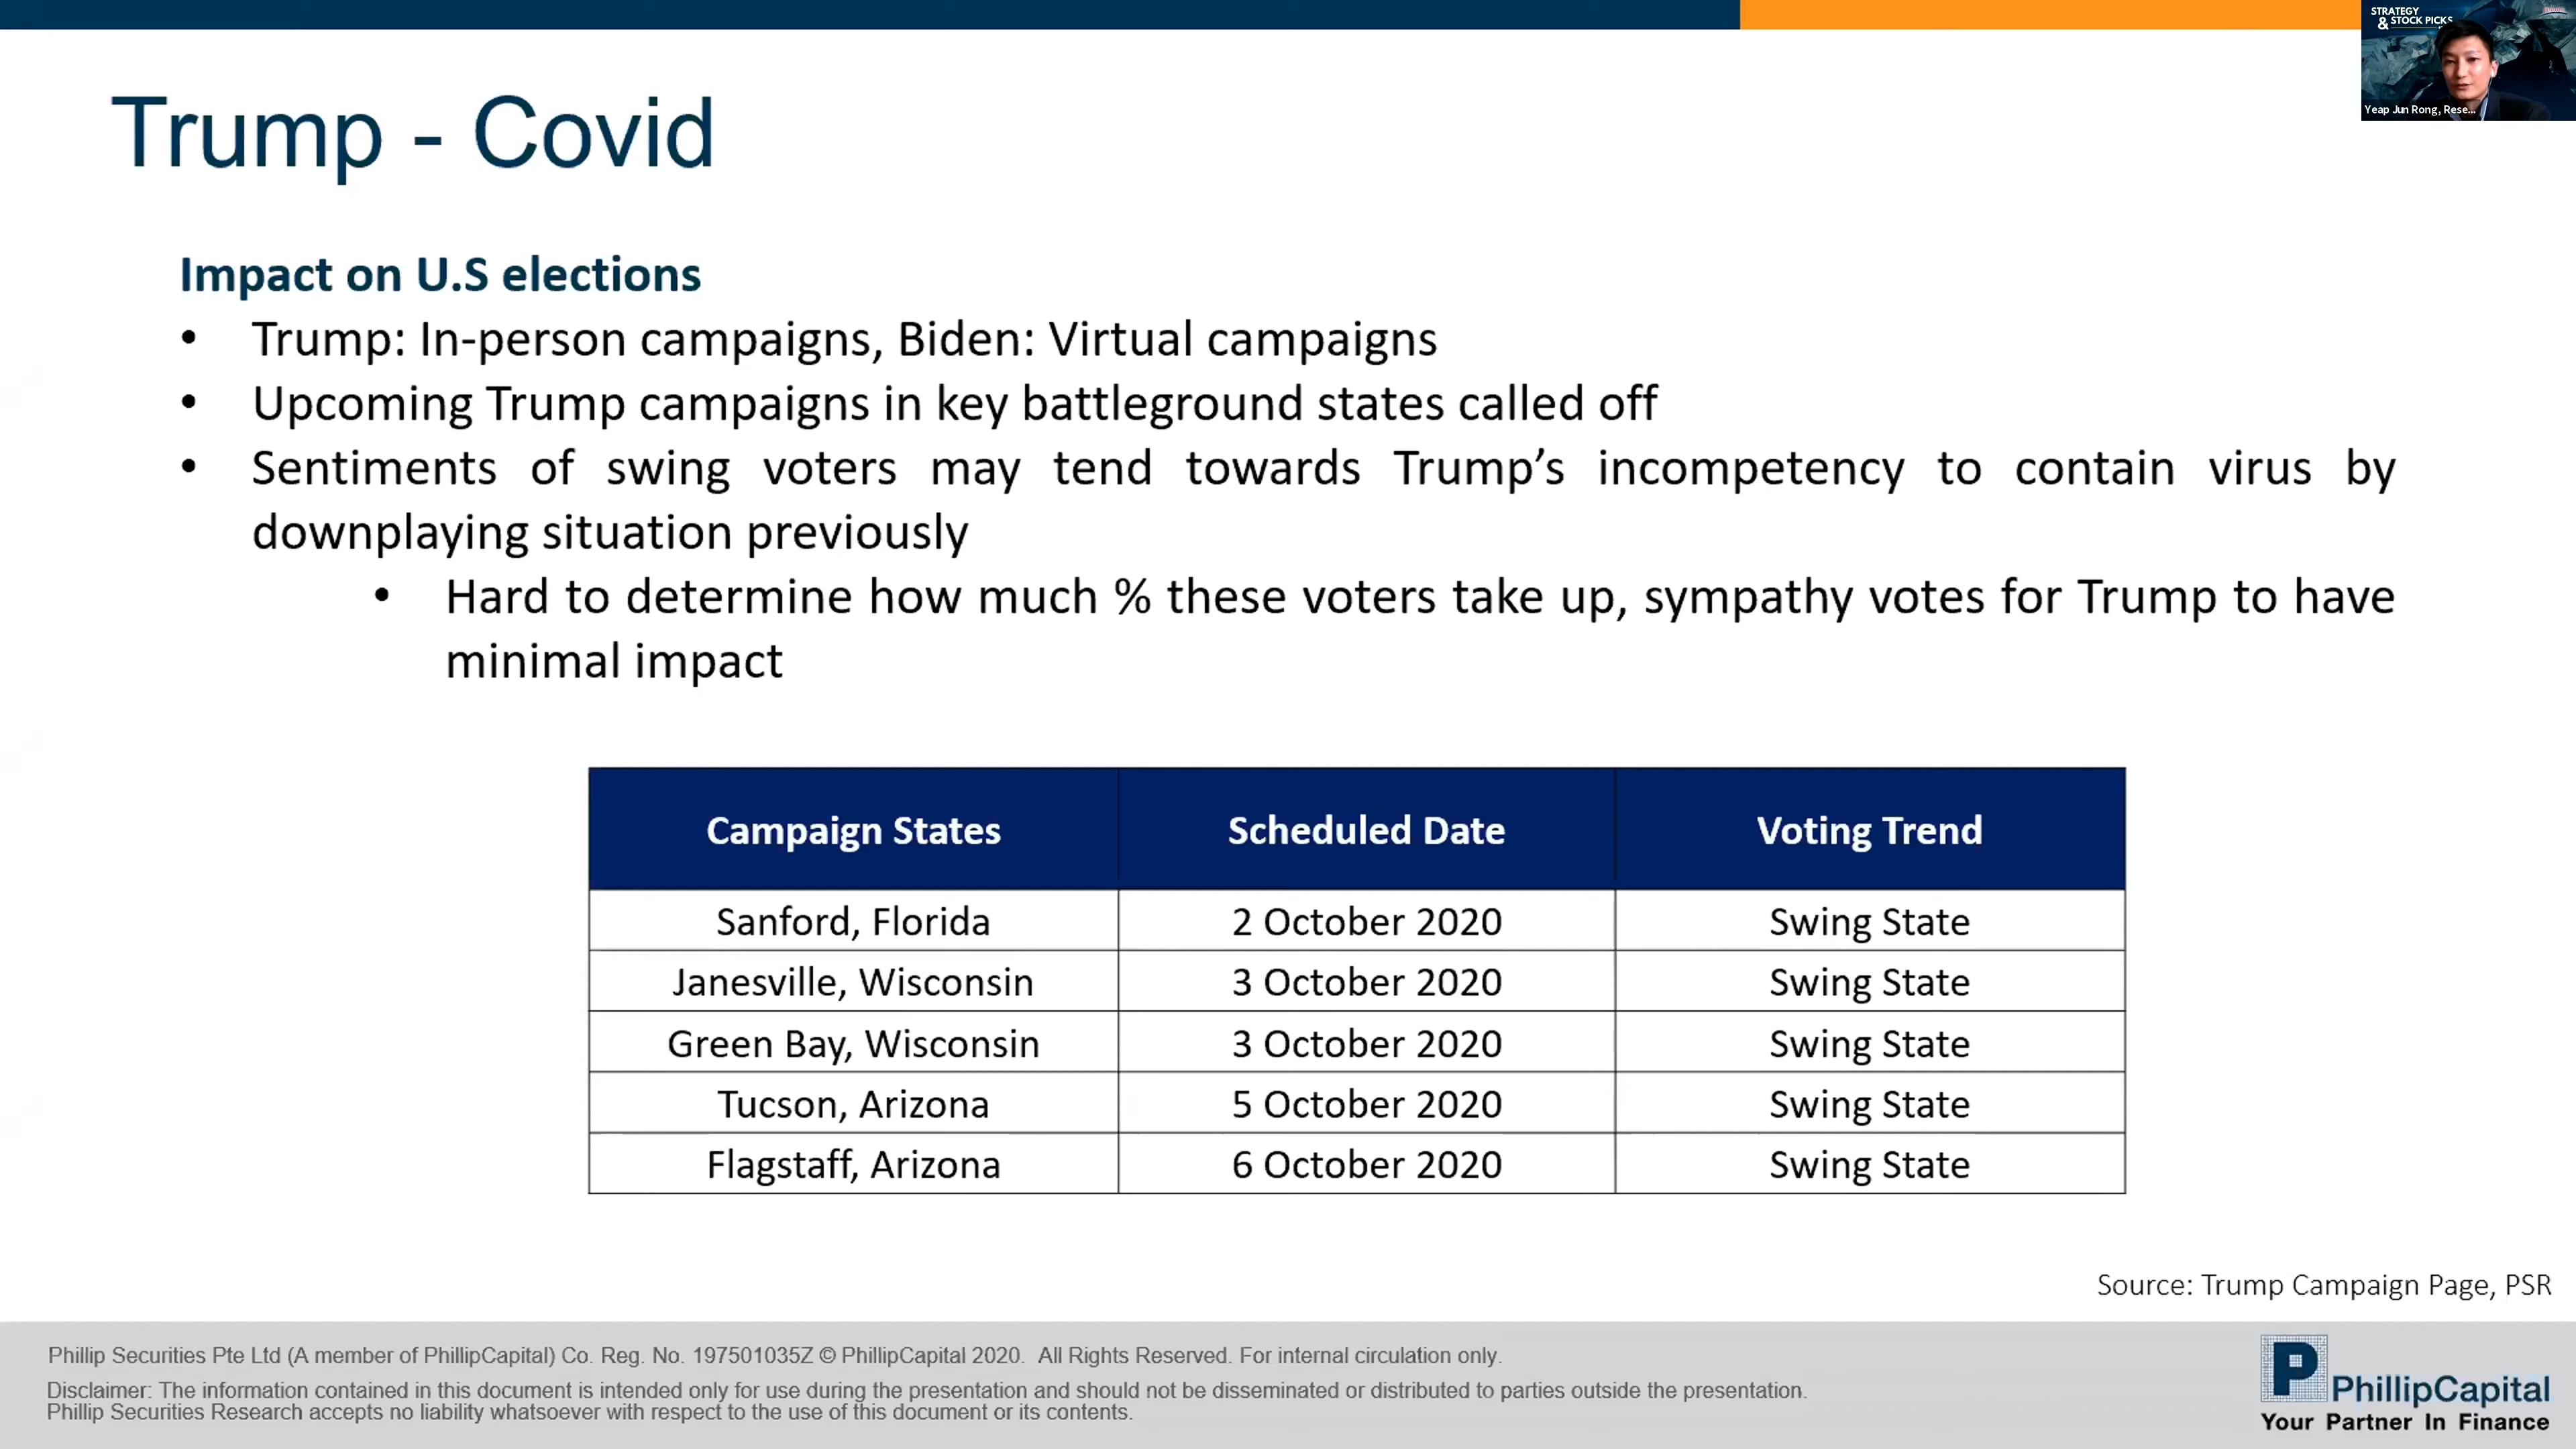 STRATEGY
& STOCK PICKS
Yeap Jun Rong, Rese...
Trump - Covid
Impact on U.S elections
• Trump: In-person campaigns, Biden: Virtual campaigns
• Upcoming Trump campaigns in key battleground states called off
• Sentiments of swing voters may tend towards Trump’s incompetency to contain virus by
downplaying situation previously
• Hard to determine how much % these voters take up, sympathy votes for Trump to have
minimal impact
Campaign States Scheduled Date Voting Trend
Sanford, Florida 2 October 2020 Swing State
Janesville, Wisconsin 3 October 2020 Swing State
Green Bay, Wisconsin 3 October 2020 Swing State
Tucson, Arizona 5 October 2020 Swing State
Flagstaff, Arizona 6 October 2020 Swing State
Source: Trump Campaign Page, PSR
Phillip Securities Pte Ltd (A member of PhillipCapital) Co. Reg. No. 197501035Z © PhillipCapital 2020. All Rights Reserved. For internal circulation only.
Disclaimer: The information contained in this document is intended only for use during the presentation and should not be disseminated or distributed to parties outside the presentation.
Phillip Securities Research accepts no liability whatsoever with respect to the use of this document or its contents.
P PhillipCapital
Your Partner In Finance